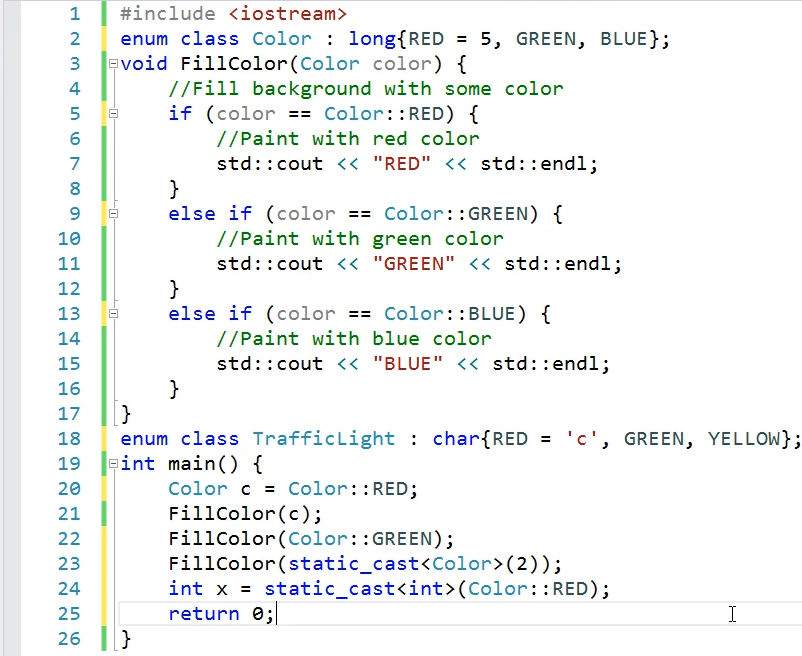 1 #include <iostream>
2 enum class Color : long{RED = 5, GREEN, BLUE};
3 void FillColor(Color color) {
4     //Fill background with some color
5     if (color == Color::RED) {
6         //Paint with red color
7         std::cout << "RED" << std::endl;
8     }
9     else if (color == Color::GREEN) {
10         //Paint with green color
11         std::cout << "GREEN" << std::endl;
12     }
13     else if (color == Color::BLUE) {
14         //Paint with blue color
15         std::cout << "BLUE" << std::endl;
16     }
17 }
18 enum class TrafficLight : char{RED = 'c', GREEN, YELLOW};
19 int main() {
20     Color c = Color::RED;
21     FillColor(c);
22     FillColor(Color::GREEN);
23     FillColor(static_cast<Color>(2));
24     int x = static_cast<int>(Color::RED);
25     return 0;
26 }